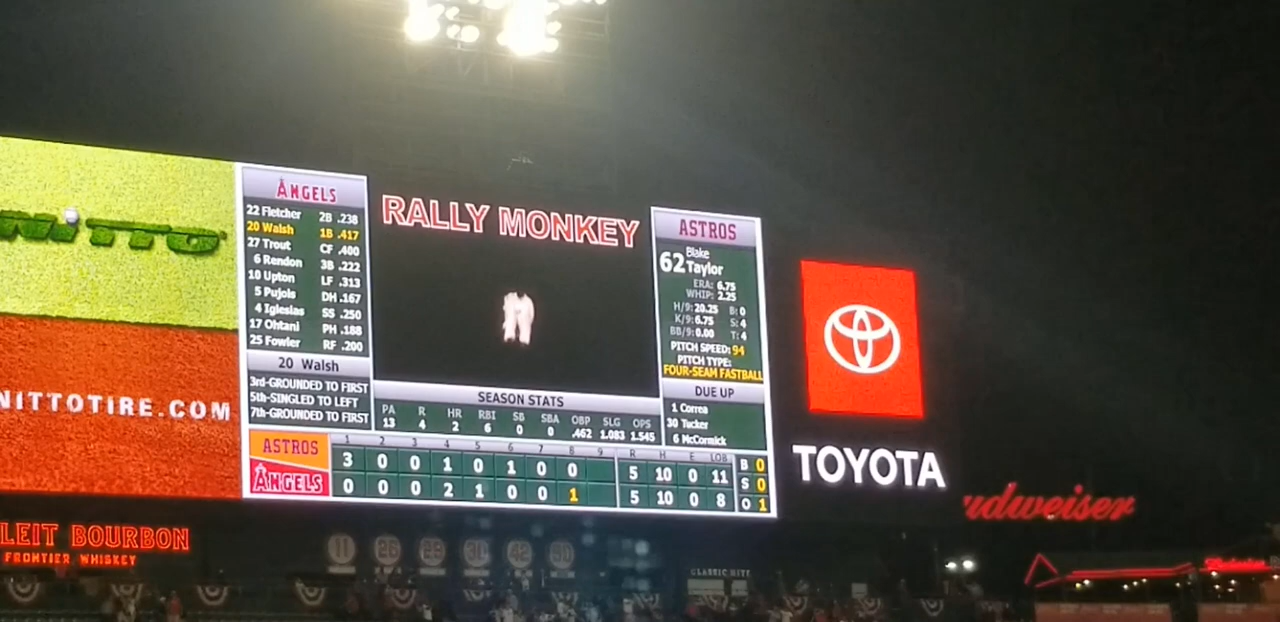 NITTO
NITTOTIRE.COM
ANGELS
22 Fletcher 2B .238
20 Walsh 1B .417
27 Trout CF .400
6 Rendon 3B .222
10 Upton LF .313
5 Pujols DH .167
4 Iglesias SS .250
17 Ohtani PH .188
25 Fowler RF .200
20 Walsh
3rd-GROUNDED TO FIRST
5th-SINGLED TO LEFT
7th-GROUNDED TO FIRST
RALLY MONKEY
SEASON STATS
PA R HR RBI SB SBA OBP SLG OPS
13 4 2 6 0 0 .462 1.083 1.545
ASTROS
Blake
62 Taylor
ERA: 6.75
WHIP: 2.25
H/9: 20.25 B: 0
K/9: 6.75 S: 4
BB/9: 0.00 T: 4
PITCH SPEED: 94
PITCH TYPE:
FOUR-SEAM FASTBALL
DUE UP
1 Correa
30 Tucker
6 McCormick
1 2 3 4 5 6 7 8 9 R H E LOB
ASTROS 3 0 0 1 0 1 0 0 5 10 0 11
ANGELS 0 0 0 2 1 0 0 1 5 10 0 8
B 0
S 0
O 1
TOYOTA
udweiser
LEIT BOURBON
FRONTIER WHISKEY
11 26 29 30 42 50